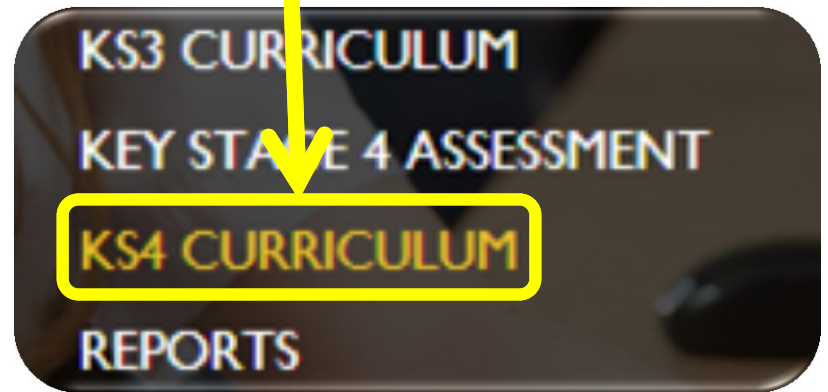 KS3 CURRICULUM
KEY STAGE 4 ASSESSMENT
KS4 CURRICULUM
REPORTS